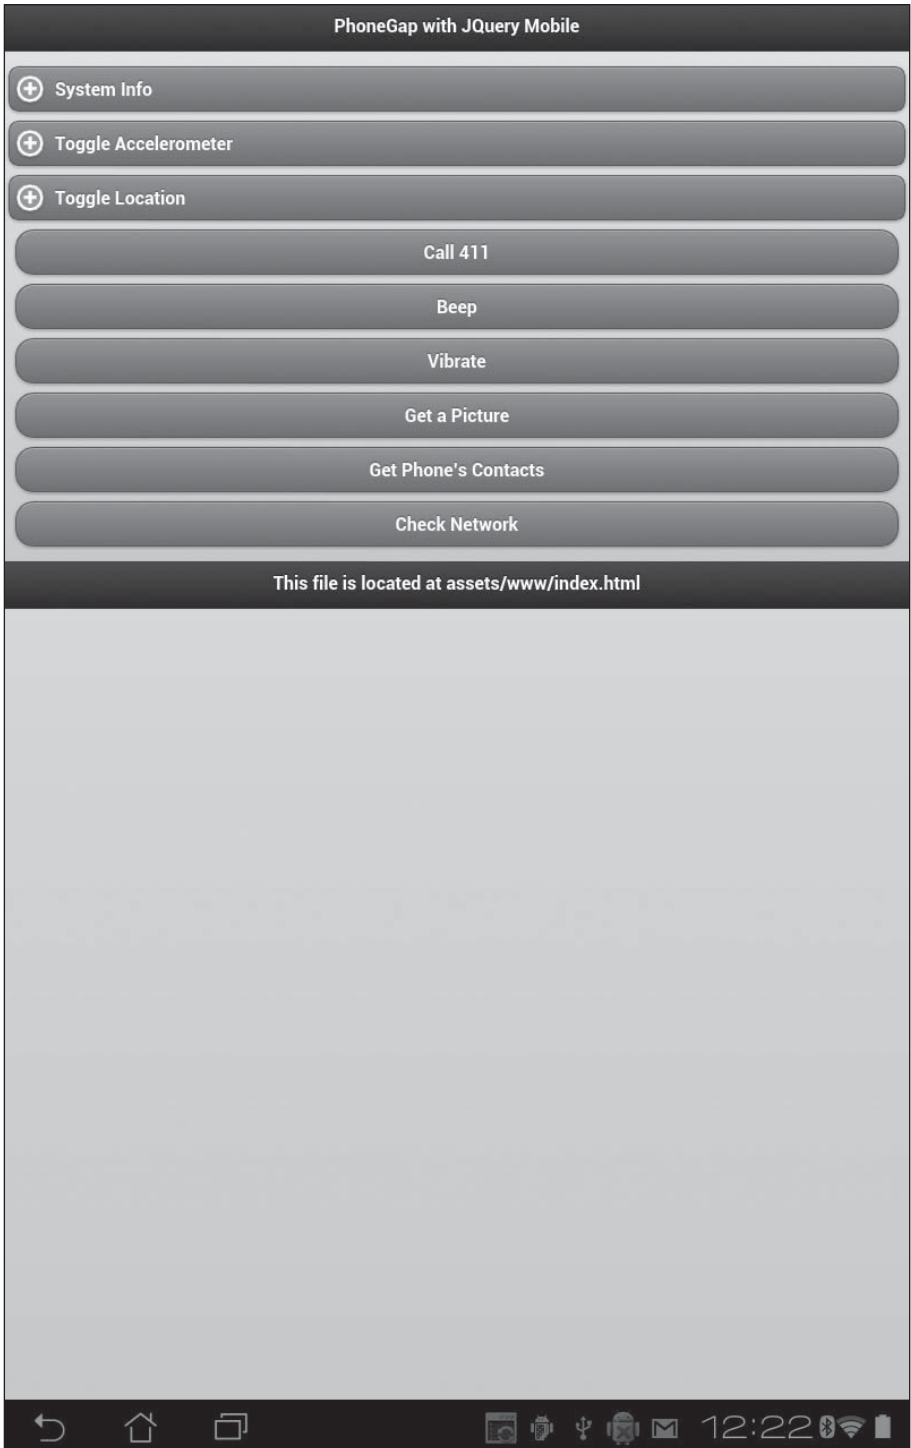 PhoneGap with JQuery Mobile
System Info
Toggle Accelerometer
Toggle Location
Call 411
Beep
Vibrate
Get a Picture
Get Phone's Contacts
Check Network
This file is located at assets/www/index.html
12:22